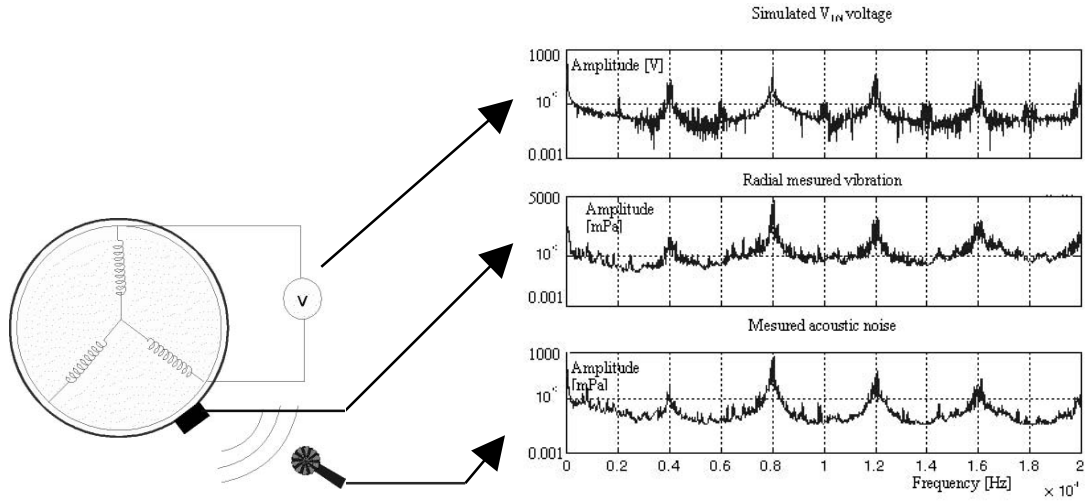 Simulated V₁ₙ voltage
1000
Amplitude [V]
0.001
Radial mesured vibration
5000
Amplitude
[mPa]
0.001
V
Mesured acoustic noise
1000
Amplitude
[mPa]
0.001
0 0.2 0.4 0.6 0.8 1 1.2 1.4 1.6 1.8 2
Frequency [Hz]